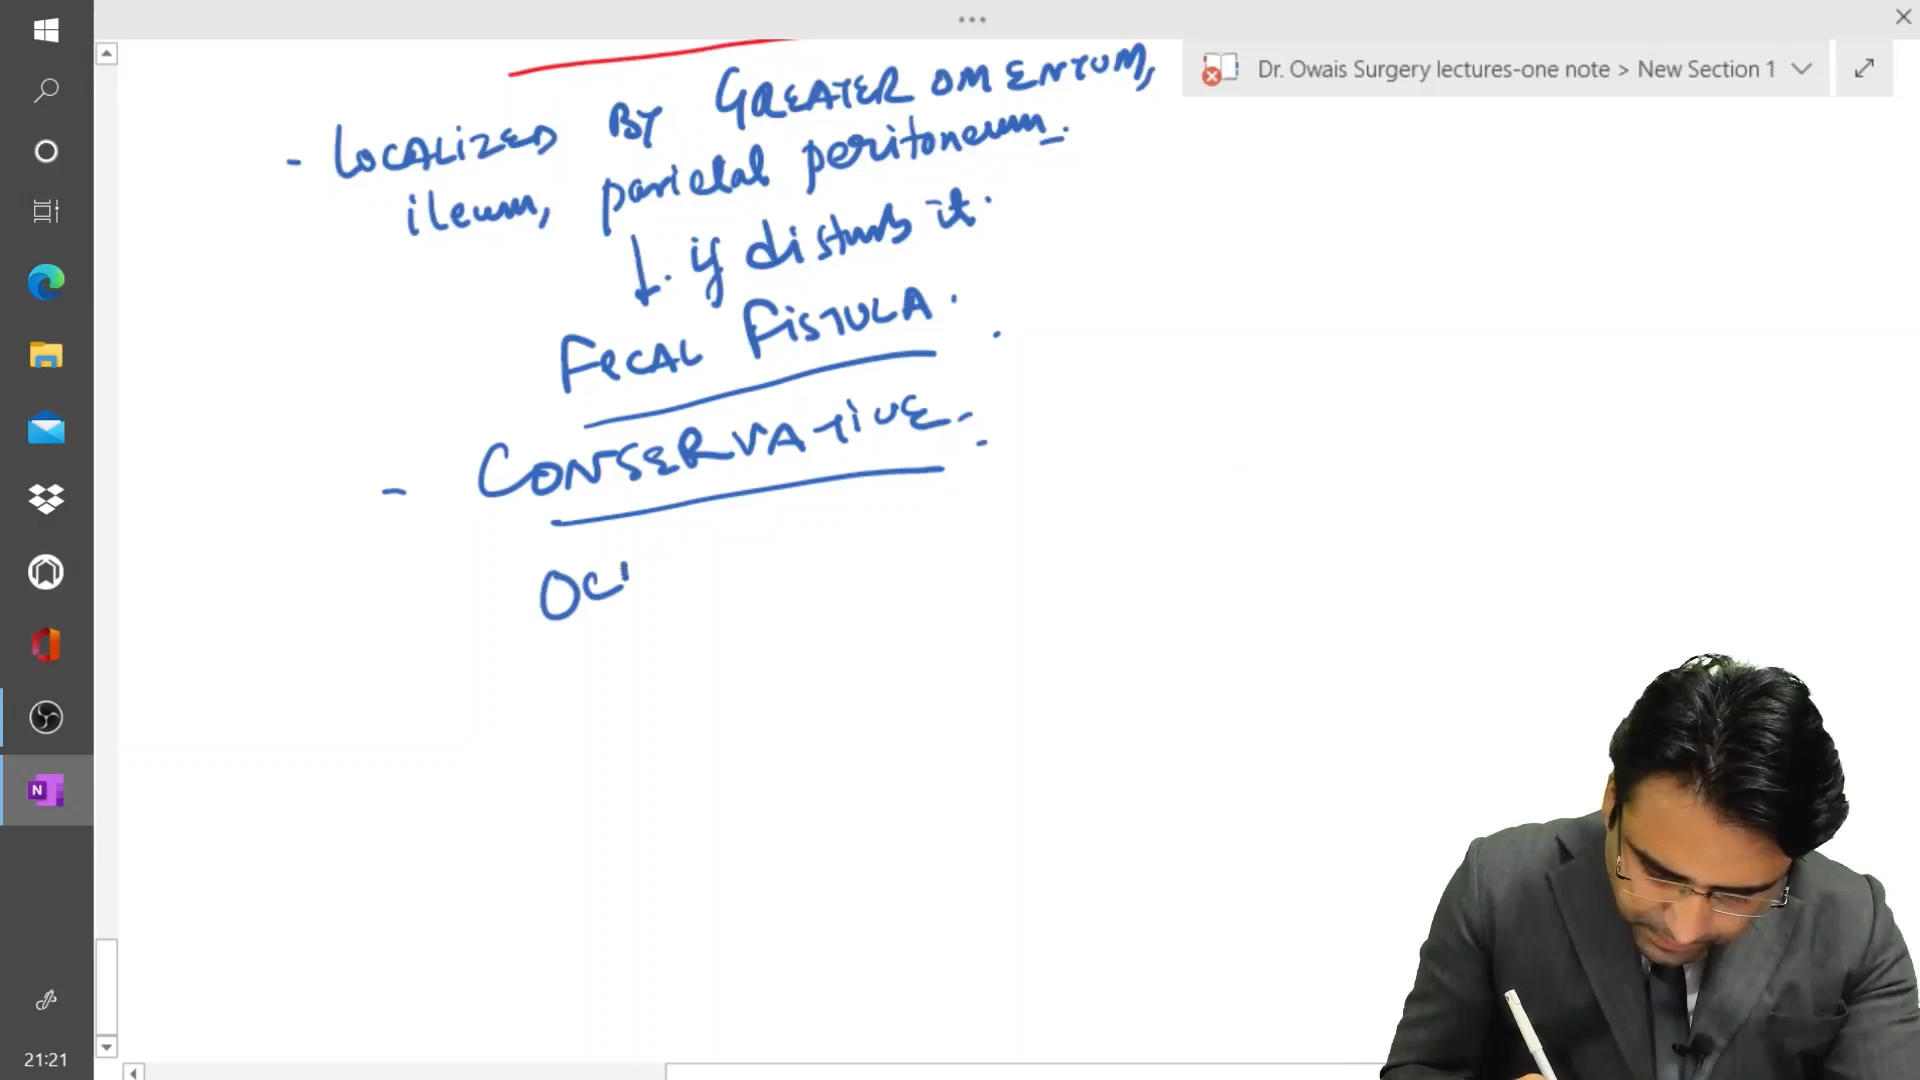 Dr. Owais Surgery lectures-one note > New Section 1
- LOCALIZED BY GREATER OMENTUM,
ileum, parietal peritoneum.
↓. if disturb it.
FECAL FISTULA.
- CONSERVATIVE -
N
21:21